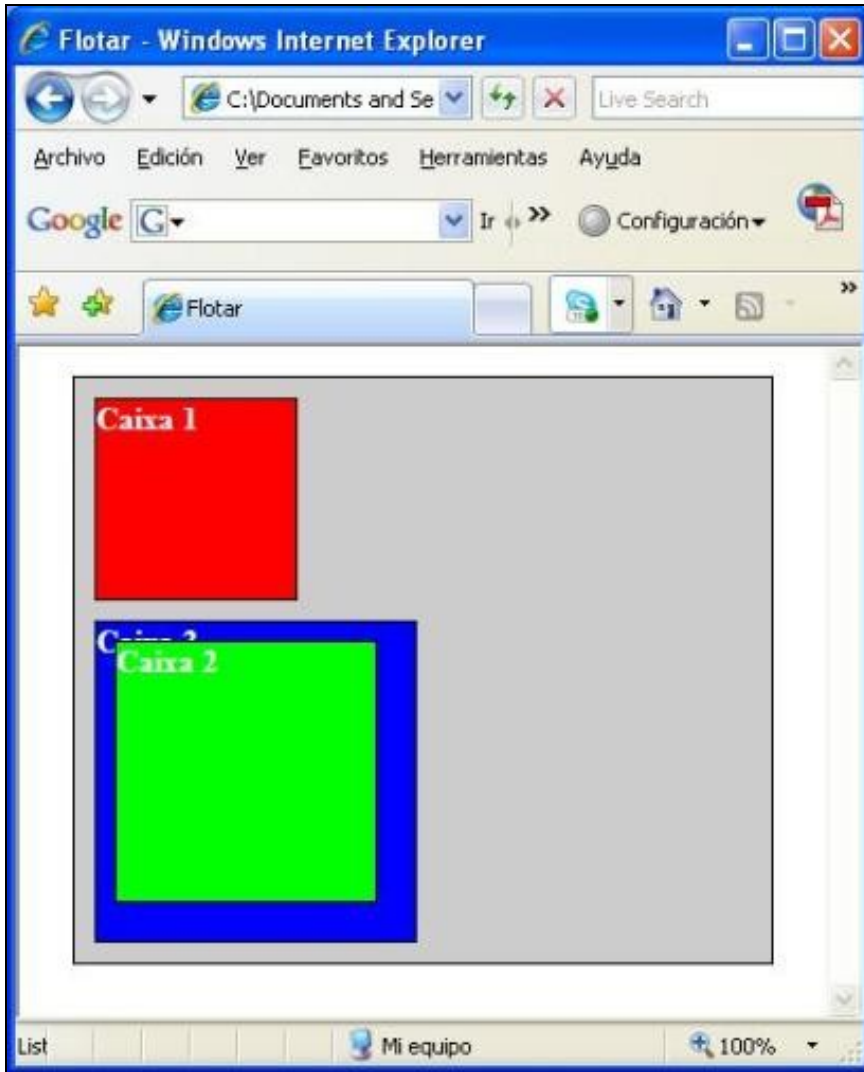 Flotar - Windows Internet Explorer
C:\Documents and Se
Live Search
Archivo Edición Ver Favoritos Herramientas Ayuda
Google G Ir » Configuración
Flotar »
Caixa 1
Caixa 2
List Mi equipo 100%